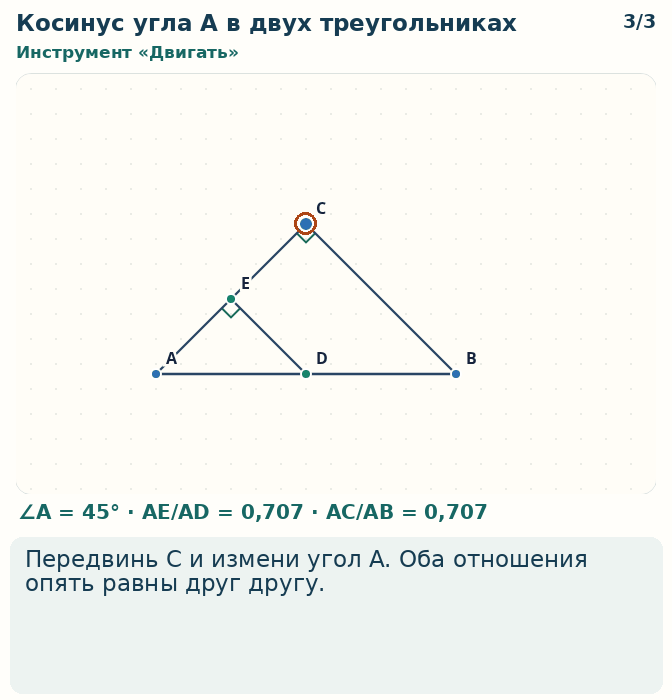 Косинус угла A в двух треугольниках
3/3
Инструмент «Двигать»
C
E
A
D
B
∠A = 45° · AE/AD = 0,707 · AC/AB = 0,707
Передвинь C и измени угол A. Оба отношения
опять равны друг другу.